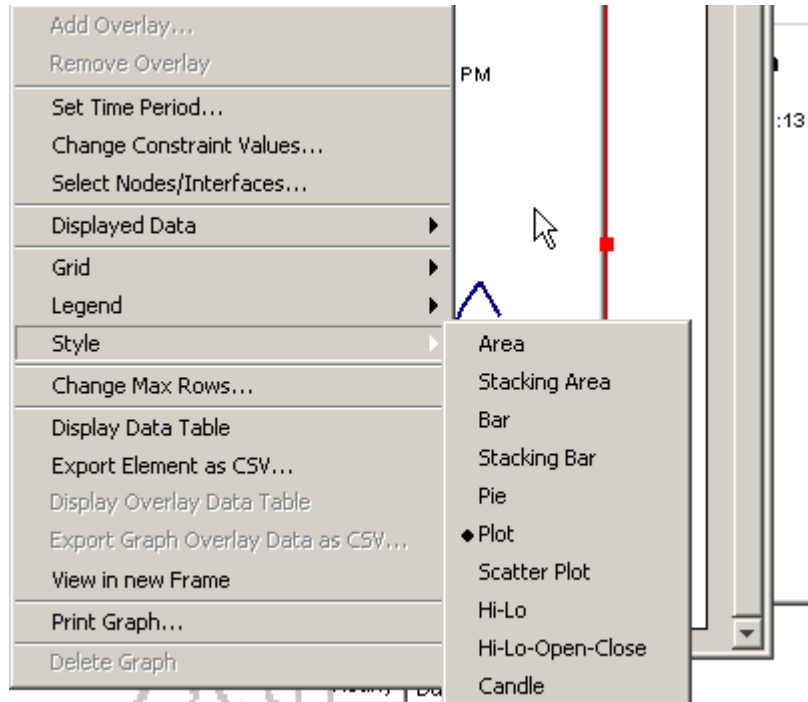 Add Overlay...
Remove Overlay
PM
:13
Set Time Period...
Change Constraint Values...
Select Nodes/Interfaces...
Displayed Data
Grid
Legend
Style
Change Max Rows...
Display Data Table
Export Element as CSV...
Display Overlay Data Table
Export Graph Overlay Data as CSV...
View in new Frame
Print Graph...
Delete Graph
Area
Stacking Area
Bar
Stacking Bar
Pie
Plot
Scatter Plot
Hi-Lo
Hi-Lo-Open-Close
Candle